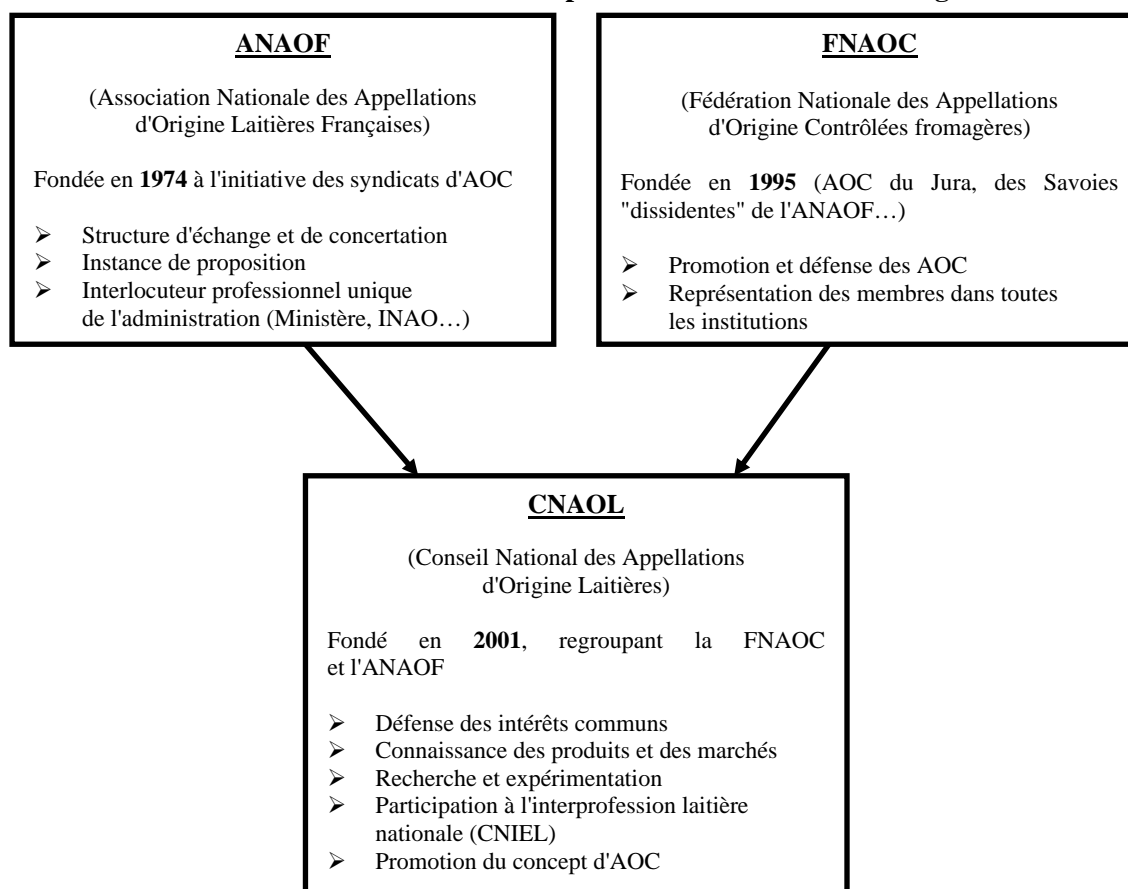 ANAOF
(Association Nationale des Appellations
d'Origine Laitières Françaises)
Fondée en 1974 à l'initiative des syndicats d'AOC
➢ Structure d'échange et de concertation
➢ Instance de proposition
➢ Interlocuteur professionnel unique
de l'administration (Ministère, INAO…)
FNAOC
(Fédération Nationale des Appellations
d'Origine Contrôlées fromagères)
Fondée en 1995 (AOC du Jura, des Savoies
"dissidentes" de l'ANAOF…)
➢ Promotion et défense des AOC
➢ Représentation des membres dans toutes
les institutions
CNAOL
(Conseil National des Appellations
d'Origine Laitières)
Fondé en 2001, regroupant la FNAOC
et l'ANAOF
➢ Défense des intérêts communs
➢ Connaissance des produits et des marchés
➢ Recherche et expérimentation
➢ Participation à l'interprofession laitière
nationale (CNIEL)
➢ Promotion du concept d'AOC